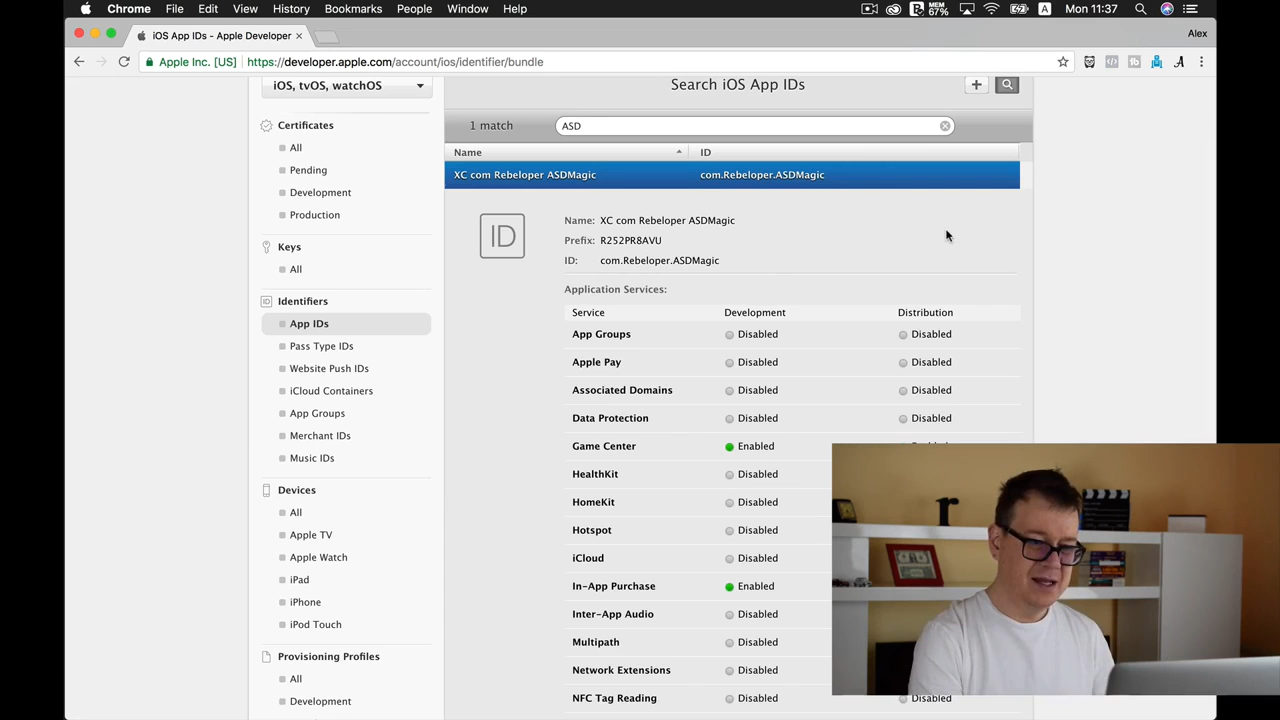 Chrome File Edit View History Bookmarks People Window Help MEM 67% A Mon 11:37
iOS App IDs - Apple Developer
Alex
Apple Inc. [US] https://developer.apple.com/account/ios/identifier/bundle
iOS, tvOS, watchOS
Certificates
All
Pending
Development
Production
Keys
All
Identifiers
App IDs
Pass Type IDs
Website Push IDs
iCloud Containers
App Groups
Merchant IDs
Music IDs
Devices
All
Apple TV
Apple Watch
iPad
iPhone
iPod Touch
Provisioning Profiles
All
Development
Search iOS App IDs
1 match ASD
Name ID
XC com Rebeloper ASDMagic com.Rebeloper.ASDMagic
ID
Name: XC com Rebeloper ASDMagic
Prefix: R252PR8AVU
ID: com.Rebeloper.ASDMagic
Application Services:
Service Development Distribution
App Groups Disabled Disabled
Apple Pay Disabled Disabled
Associated Domains Disabled Disabled
Data Protection Disabled Disabled
Game Center Enabled
HealthKit Disabled
HomeKit Disabled
Hotspot Disabled
iCloud Disabled
In-App Purchase Enabled
Inter-App Audio Disabled
Multipath Disabled
Network Extensions Disabled
NFC Tag Reading Disabled Disabled